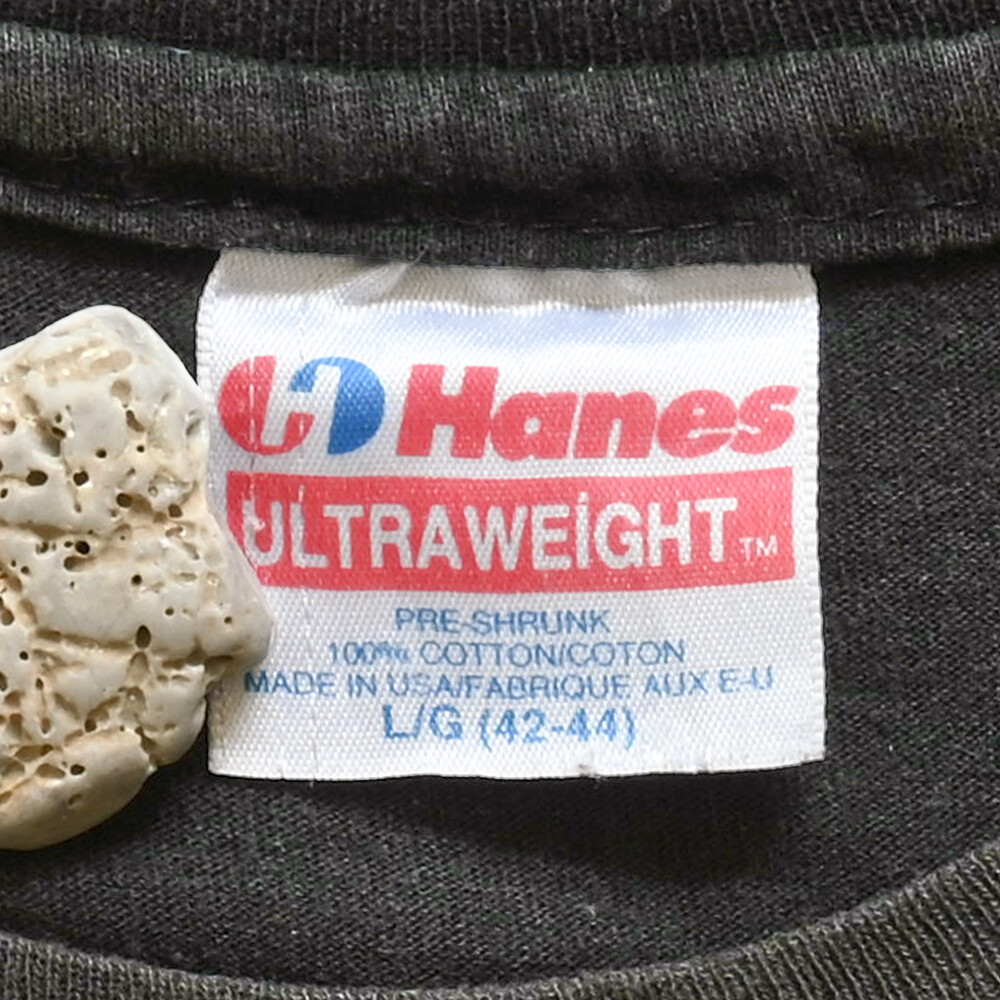 Hanes
ULTRAWEIGHT™
PRE-SHRUNK
100% COTTON/COTON
MADE IN USA/FABRIQUE AUX E-U
L/G (42-44)